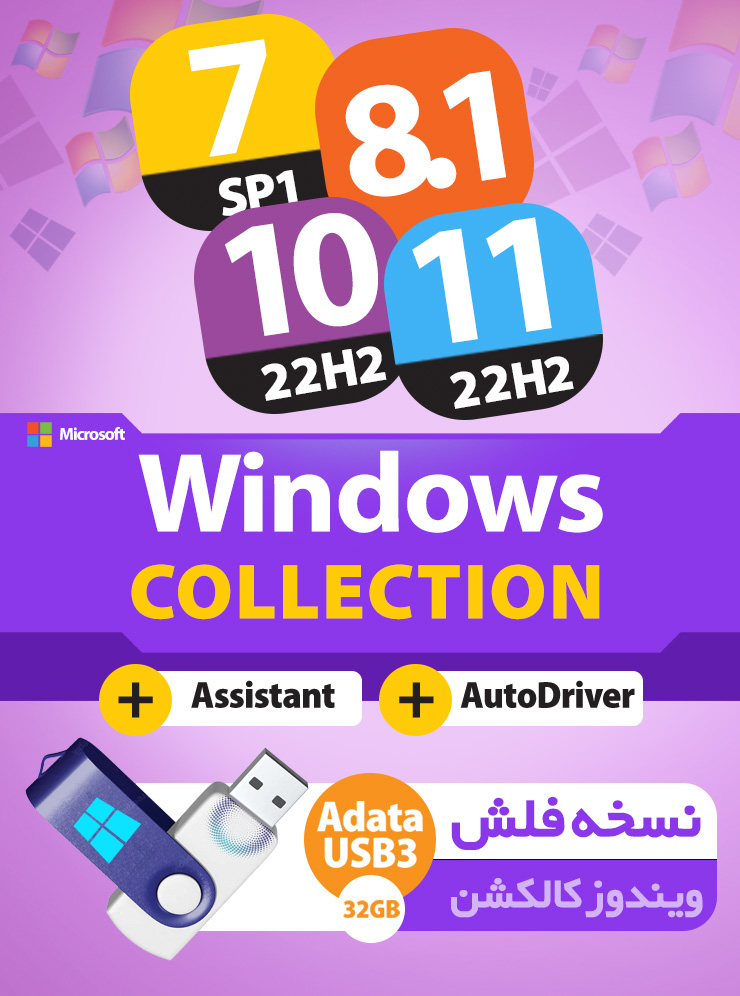 7
SP1
8.1
10
22H2
11
22H2
Microsoft
Windows
COLLECTION
+ Assistant
+ AutoDriver
Adata
USB3
32GB
نسخه فلش
ویندوز کالکشن